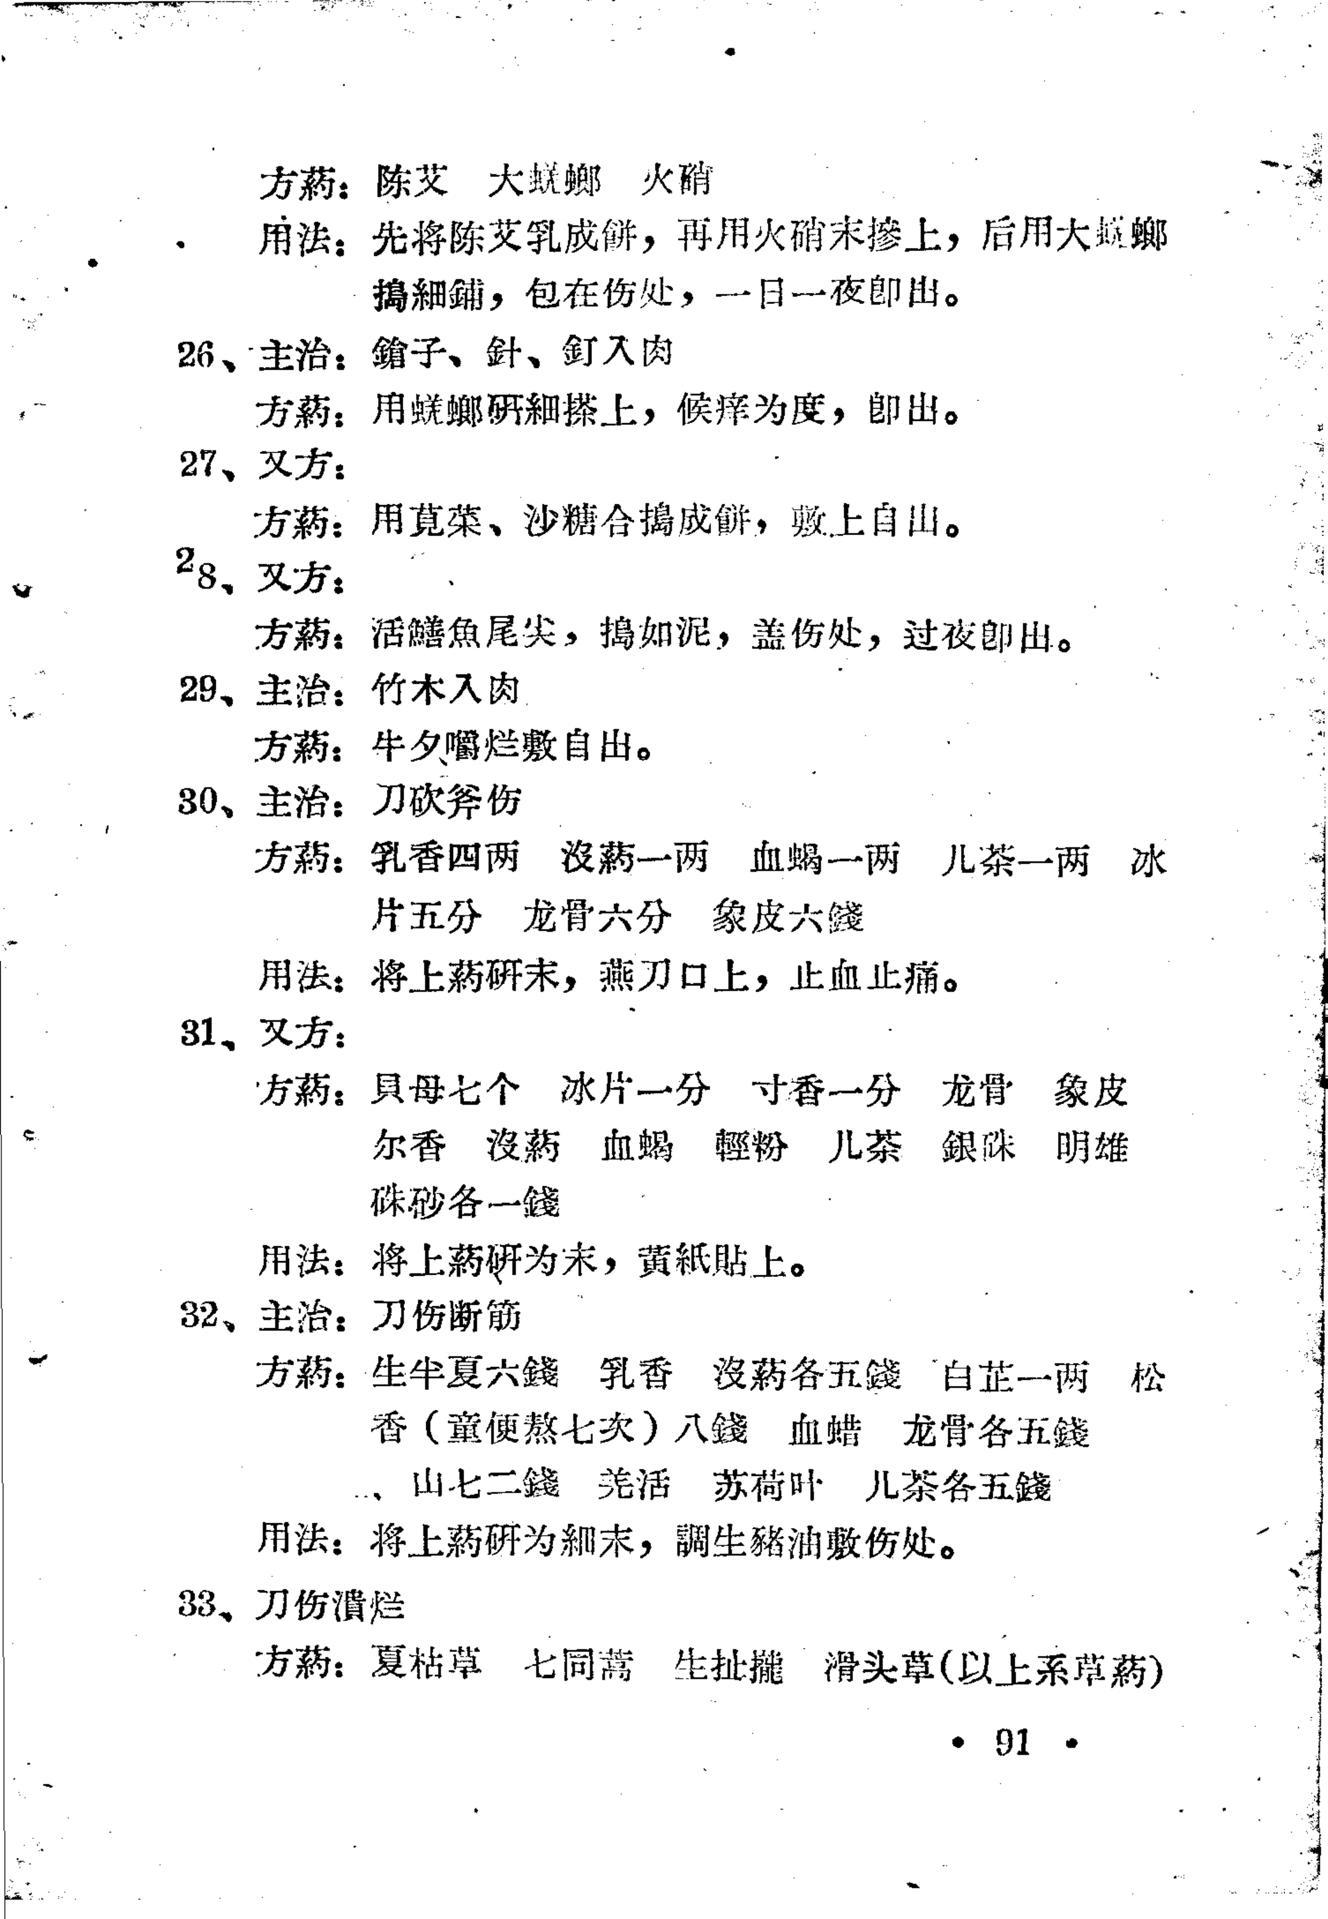 方葯：陈艾　大蜣螂　火硝
用法：先将陈艾乳成餅，再用火硝末摻上，后用大蜣螂
搗細鋪，包在伤处，一日一夜卽出。
26、主治：鎗子、針、釘入肉
方葯：用蜣螂研細搽上，候痒为度，卽出。
27、又方：
方葯：用莧菜、沙糖合搗成餅，敷上自出。
28、又方：
方葯：活鱔魚尾尖，搗如泥，盖伤处，过夜卽出。
29、主治：竹木入肉
方葯：牛夕嚼烂敷自出。
30、主治：刀砍斧伤
方葯：乳香四两　沒葯一两　血蝎一两　儿茶一两　冰
片五分　龙骨六分　象皮六錢
用法：将上葯研末，燕刀口上，止血止痛。
31、又方：
方葯：貝母七个　冰片一分　寸香一分　龙骨　象皮
尔香　沒葯　血蝎　輕粉　儿茶　銀硃　明雄
硃砂各一錢
用法：将上葯研为末，黃紙貼上。
32、主治：刀伤断筋
方葯：生半夏六錢　乳香　沒葯各五錢　白芷一两　松
香（童便熬七次）八錢　血蜡　龙骨各五錢
山七二錢　羌活　苏荷叶　儿茶各五錢
用法：将上葯研为細末，調生豬油敷伤处。
33、刀伤潰烂
方葯：夏枯草　七同蒿　生扯攏　滑头草（以上系草葯）
• 91 •